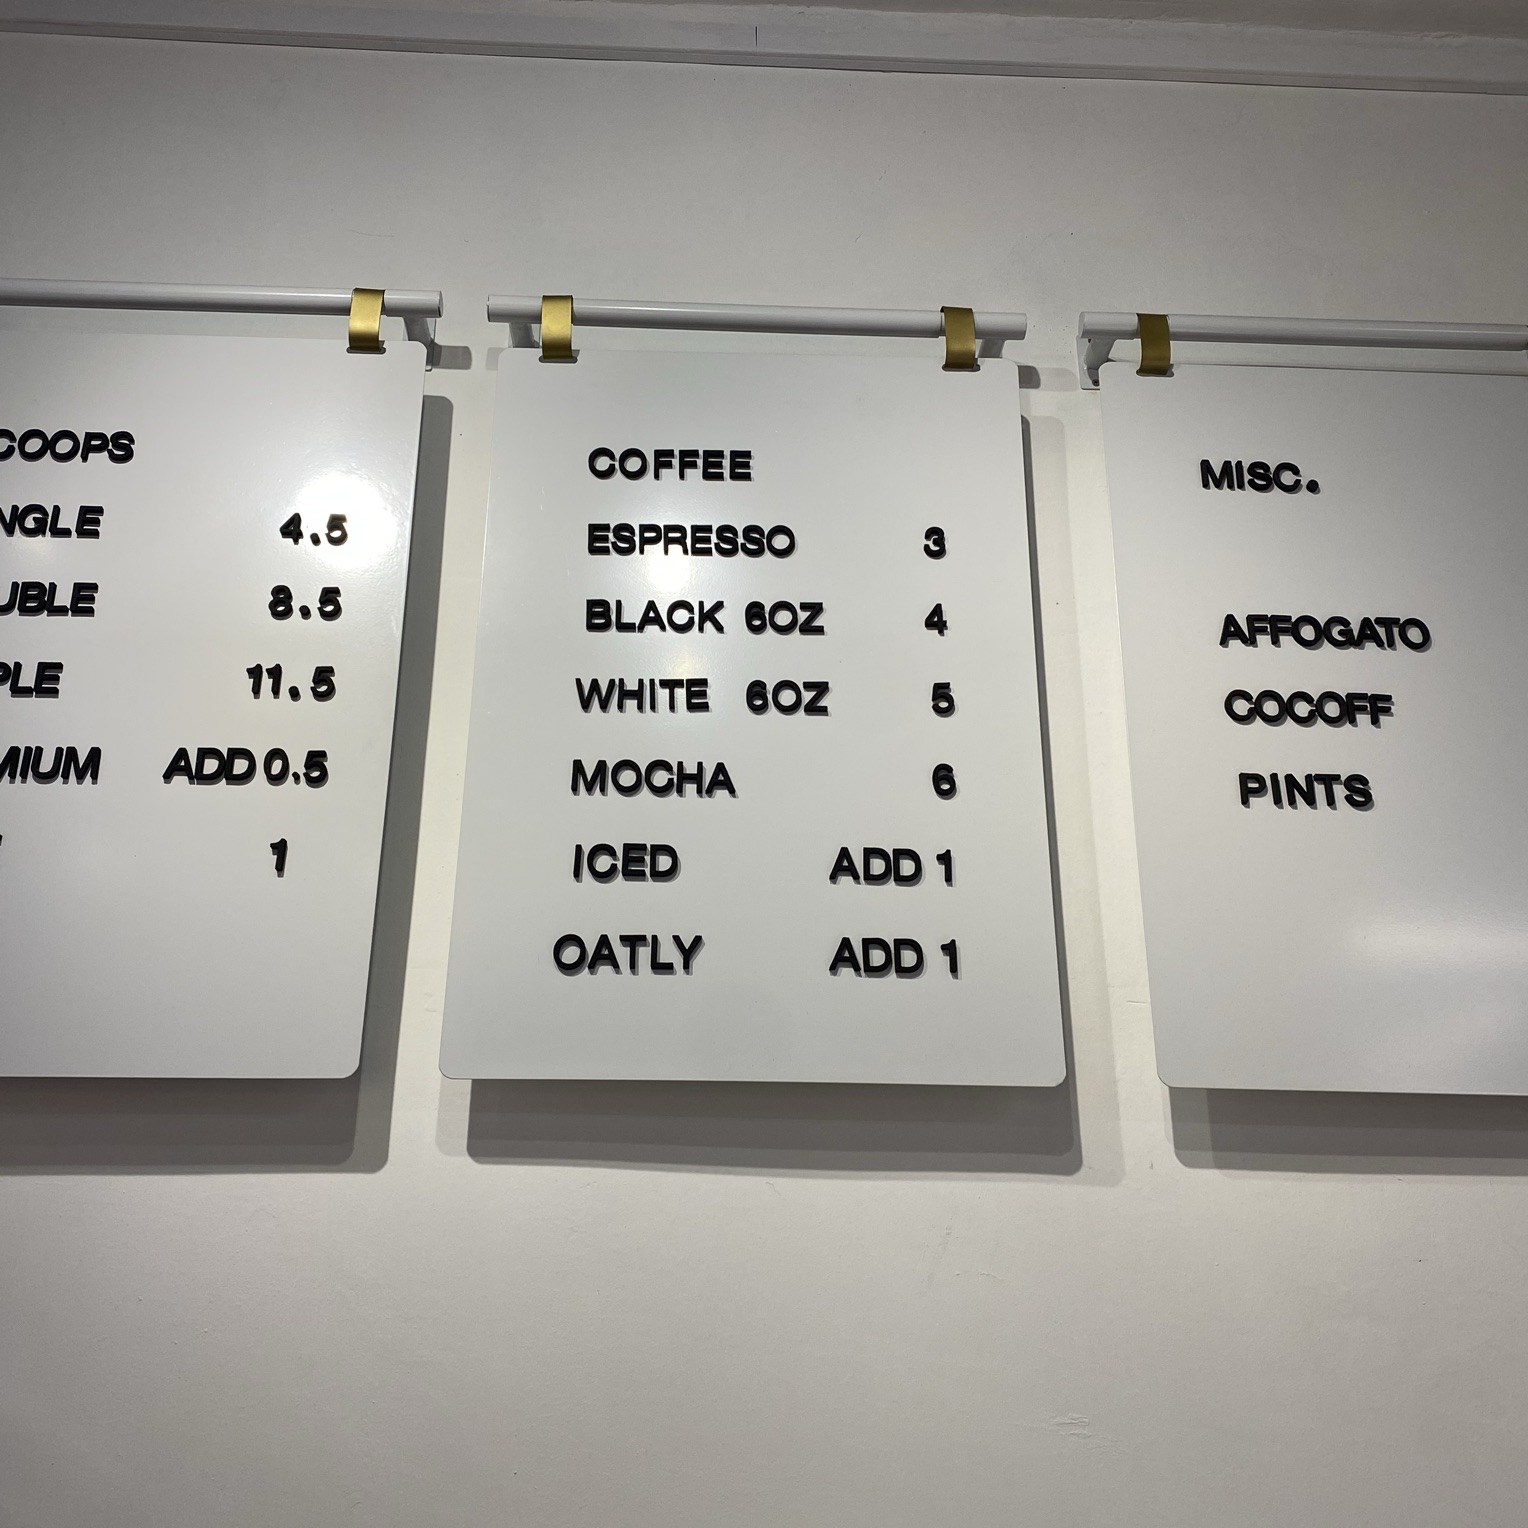 COOPS
NGLE 4.5
UBLE 8.5
PLE 11.5
MIUM ADD 0.5
1
COFFEE
ESPRESSO 3
BLACK 6OZ 4
WHITE 6OZ 5
MOCHA 6
ICED ADD 1
OATLY ADD 1
MISC.
AFFOGATO
COCOFF
PINTS